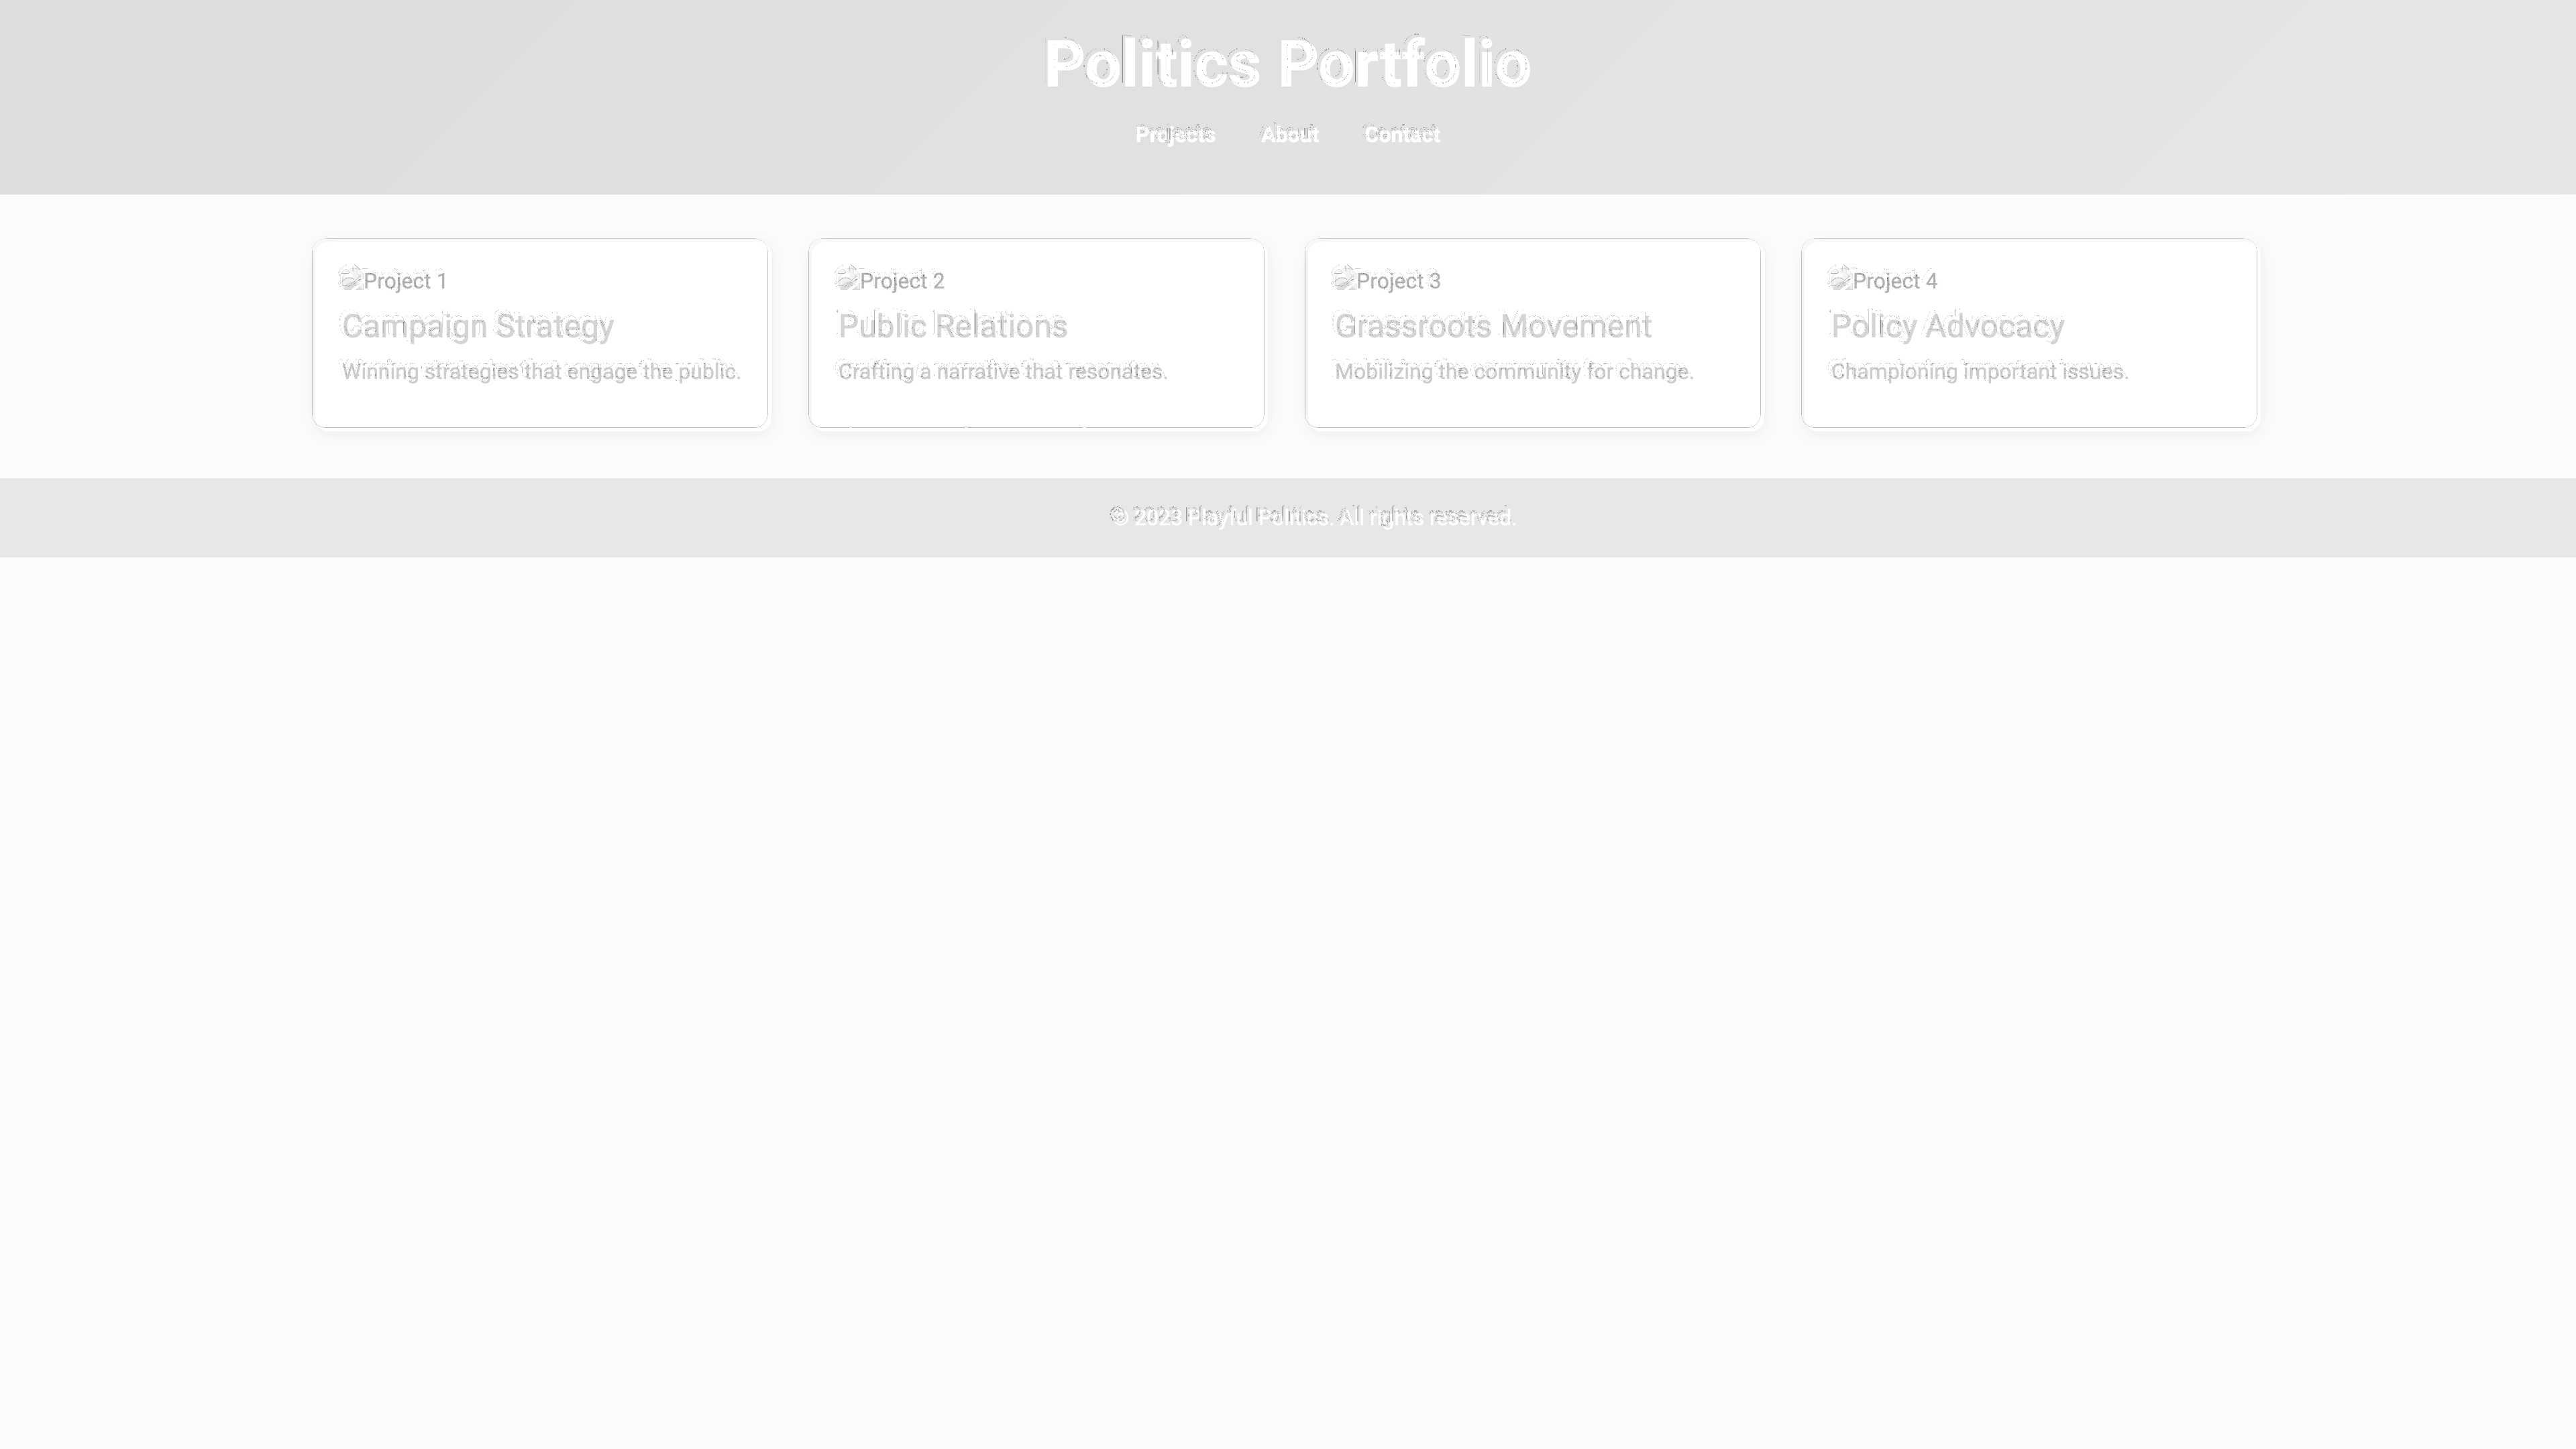 Politics Portfolio
Projects About Contact
Project 1
Campaign Strategy
Winning strategies that engage the public.
Project 2
Public Relations
Crafting a narrative that resonates.
Project 3
Grassroots Movement
Mobilizing the community for change.
Project 4
Policy Advocacy
Championing important issues.
© 2023 Playful Politics. All rights reserved.